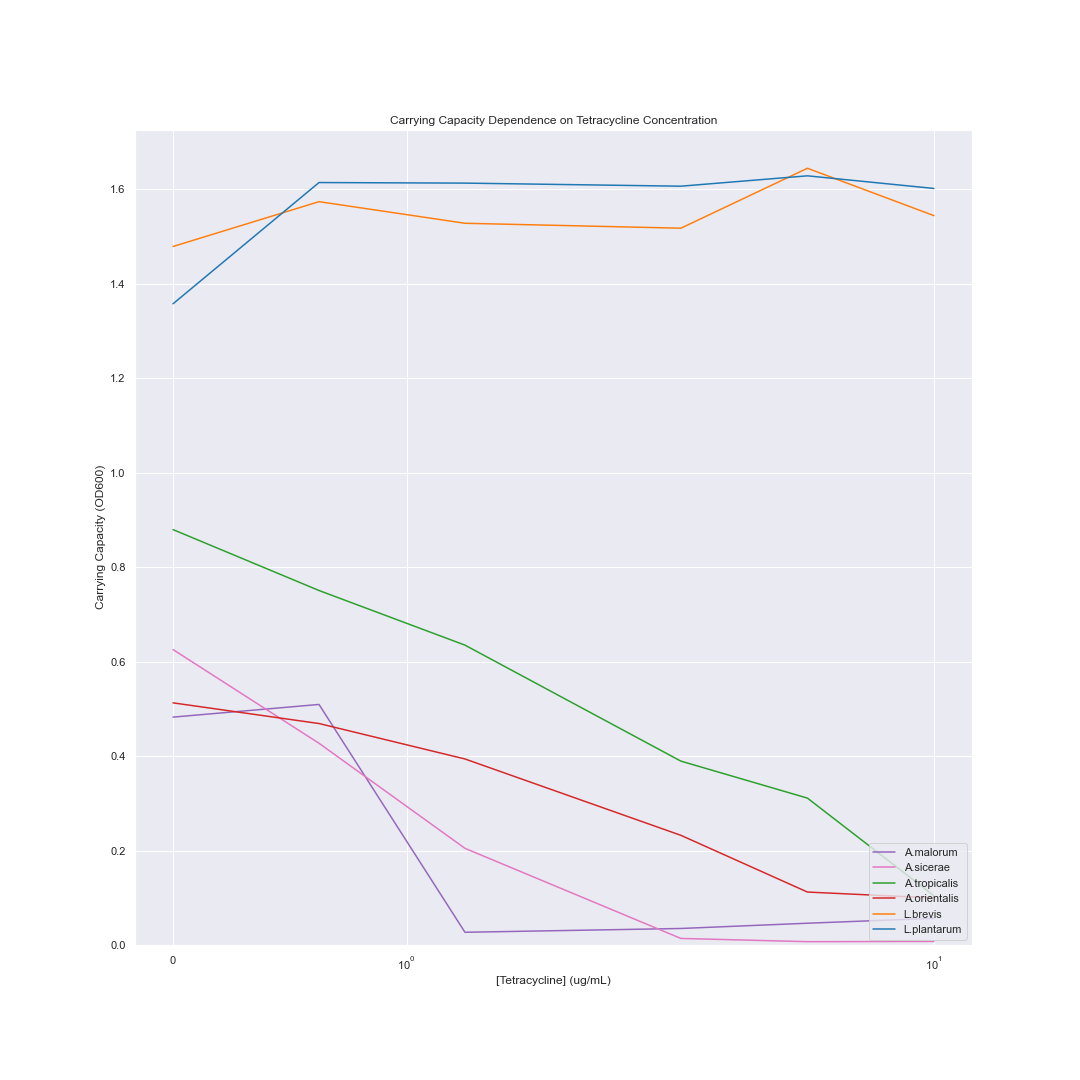 Carrying Capacity Dependence on Tetracycline Concentration
1.6
1.4
1.2
1.0
0.8
0.6
0.4
0.2
0.0
Carrying Capacity (OD600)
A.malorum
A.sicerae
A.tropicalis
A.orientalis
L.brevis
L.plantarum
0 10⁰ 10¹
[Tetracycline] (ug/mL)